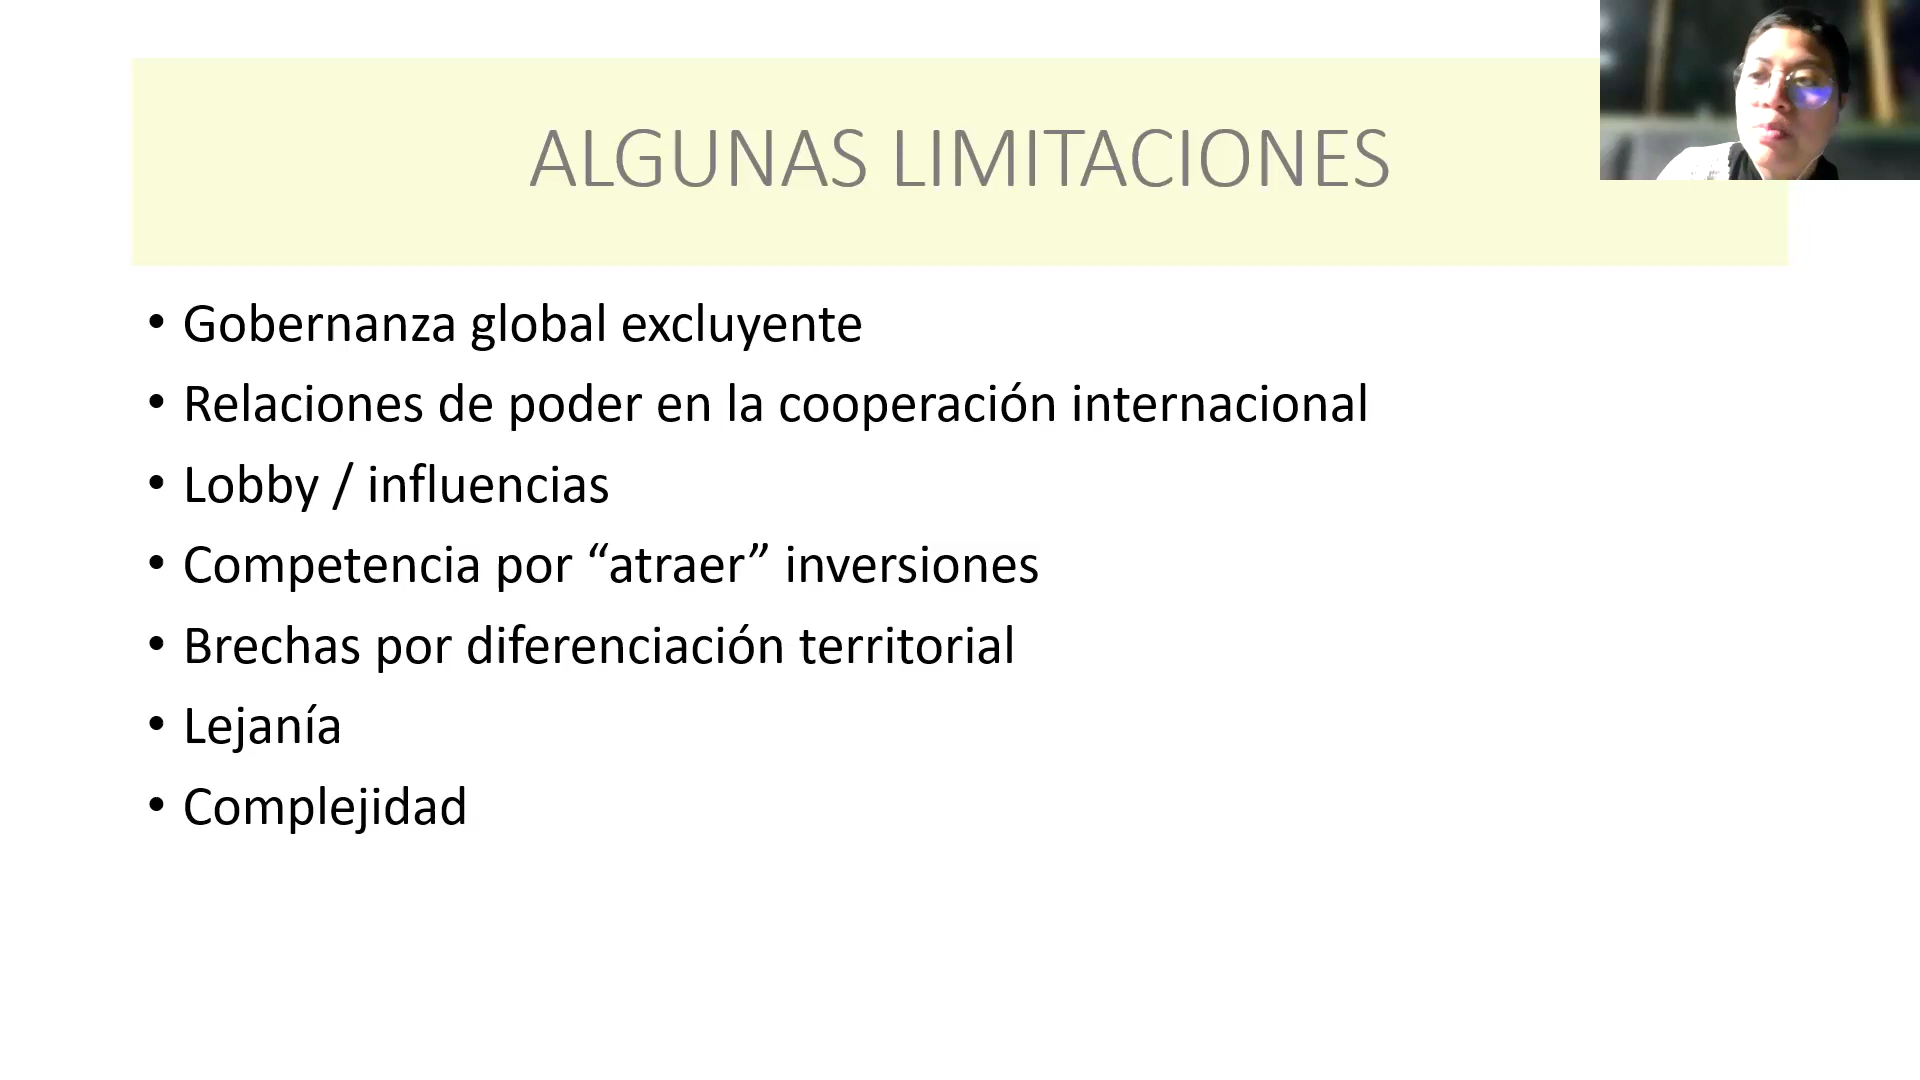 ALGUNAS LIMITACIONES
• Gobernanza global excluyente
• Relaciones de poder en la cooperación internacional
• Lobby / influencias
• Competencia por “atraer” inversiones
• Brechas por diferenciación territorial
• Lejanía
• Complejidad